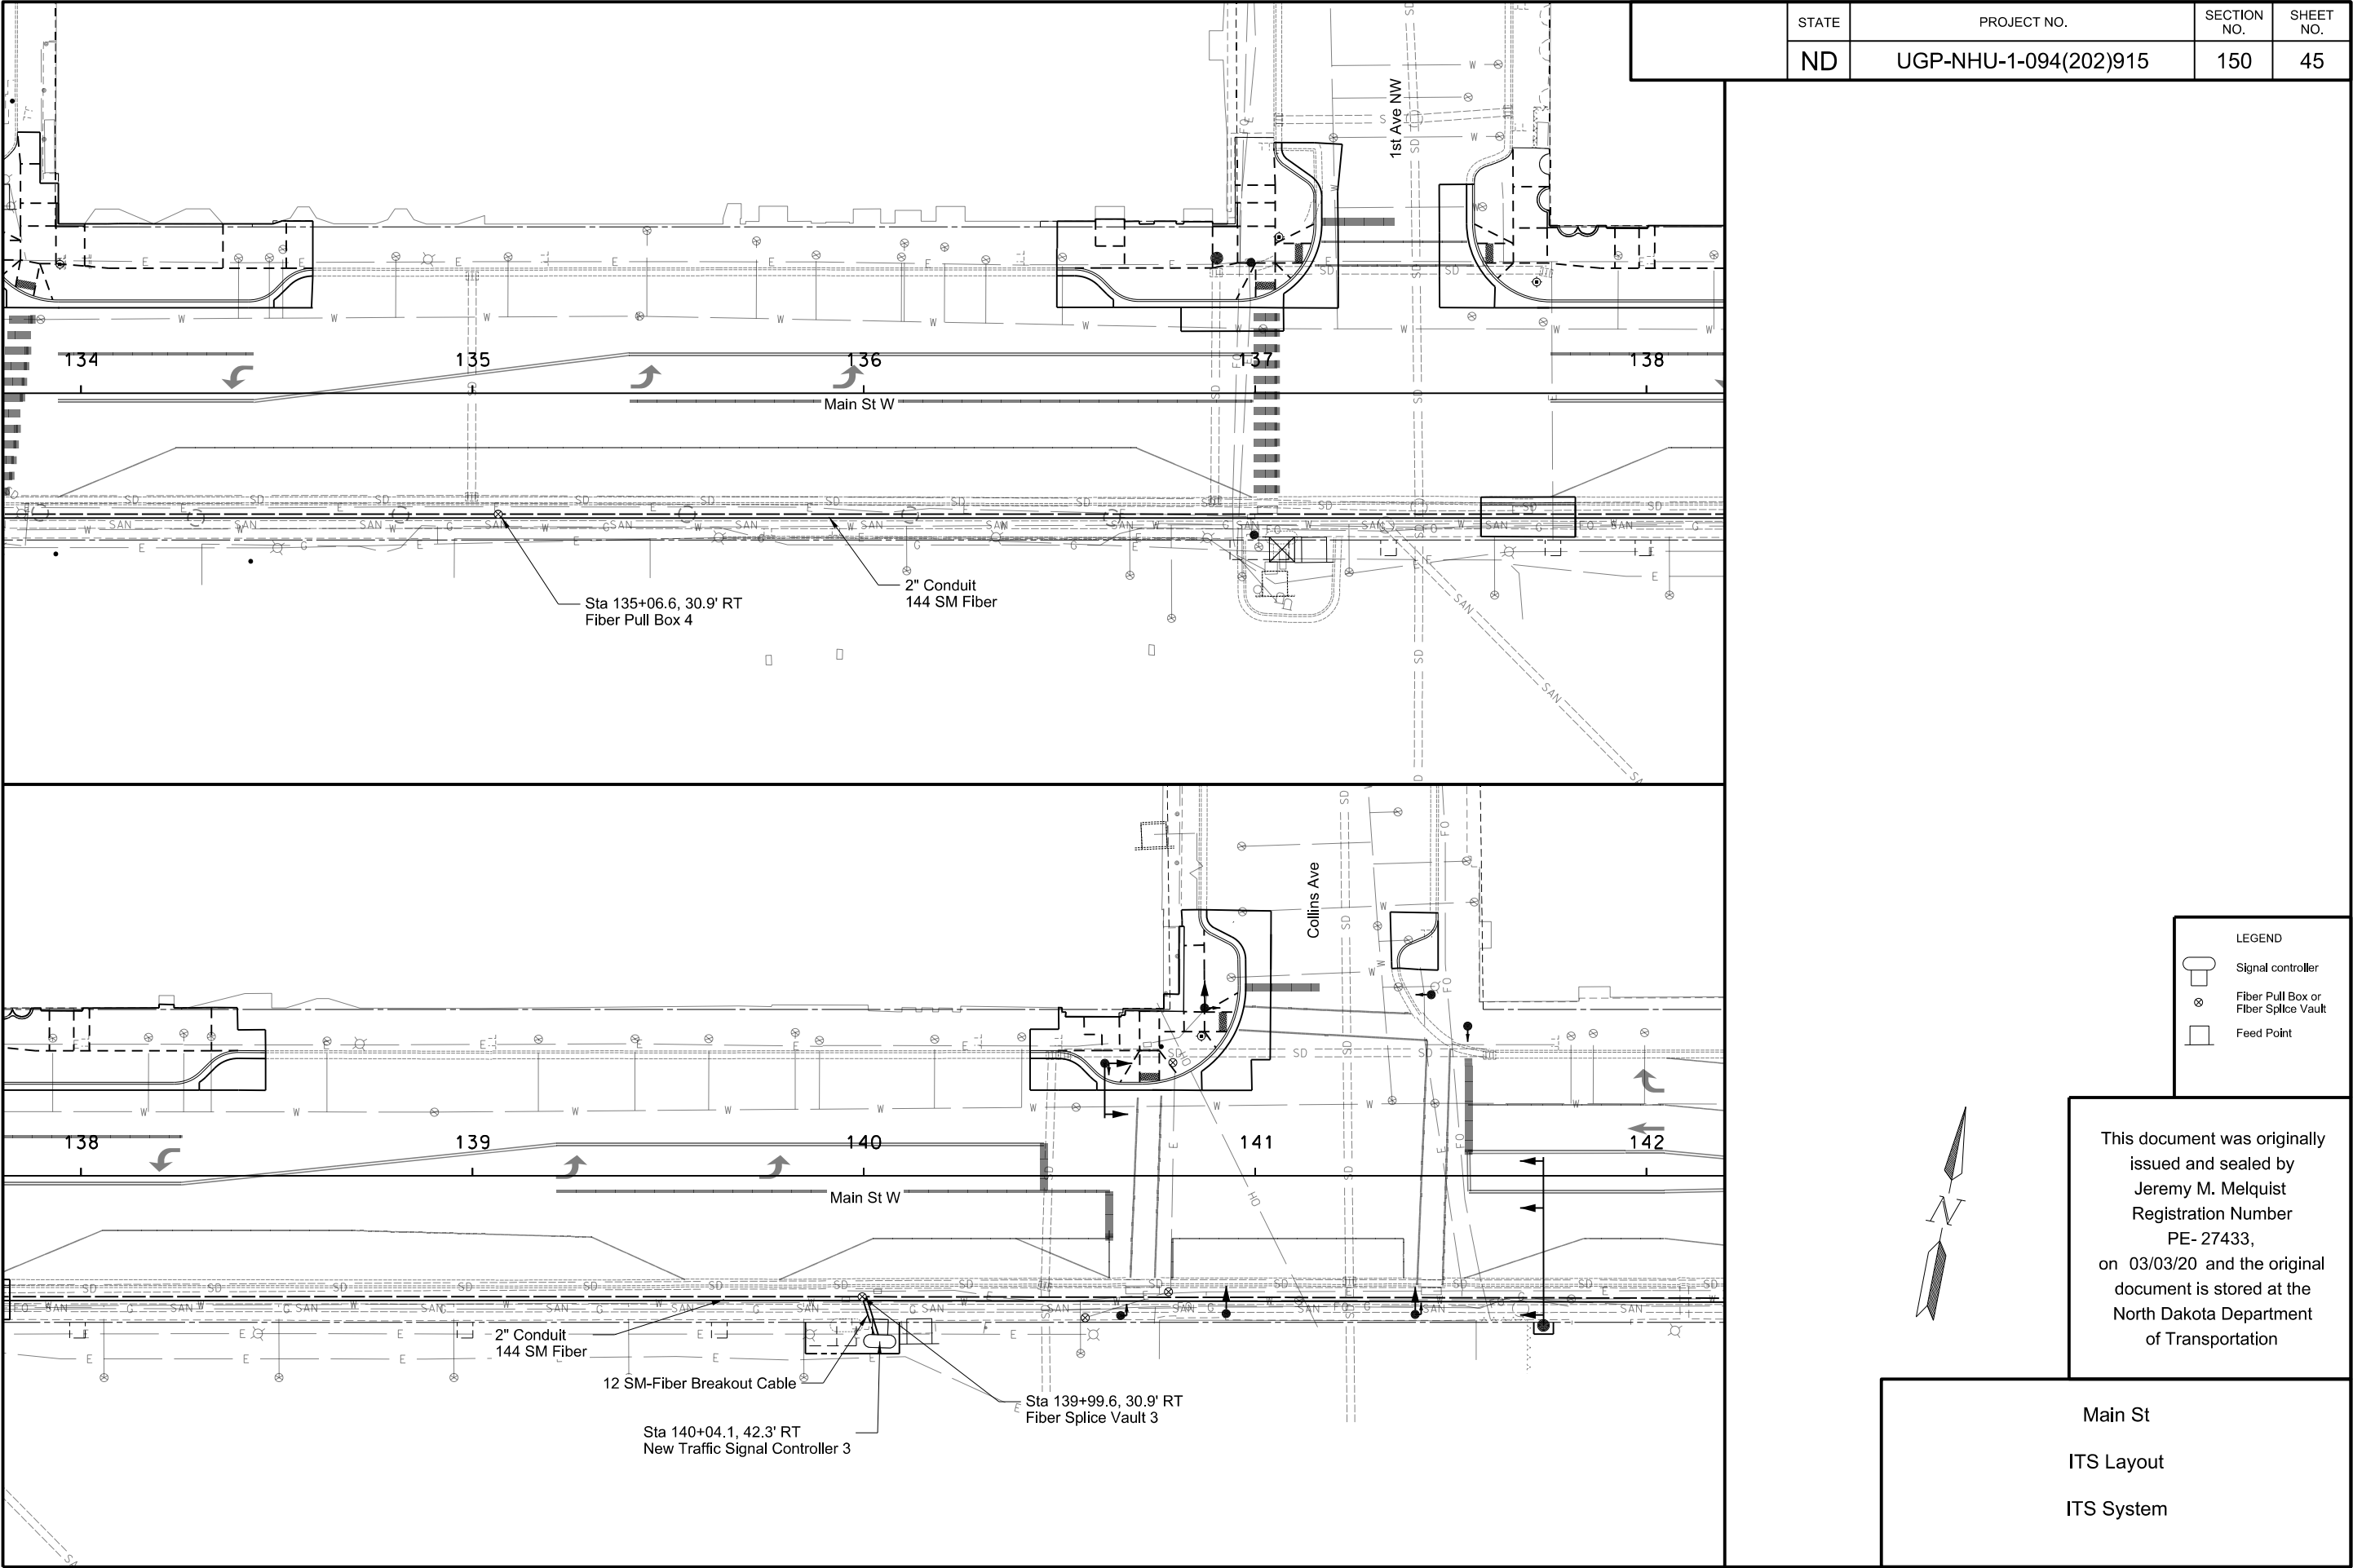 STATE
PROJECT NO.
SECTION NO.
SHEET NO.
ND
UGP-NHU-1-094(202)915
150
45
1st Ave NW
134
135
136
137
138
Main St W
Sta 135+06.6, 30.9' RT
Fiber Pull Box 4
2" Conduit
144 SM Fiber
Collins Ave
138
139
140
141
142
Main St W
2" Conduit
144 SM Fiber
12 SM-Fiber Breakout Cable
Sta 139+99.6, 30.9' RT
Fiber Splice Vault 3
Sta 140+04.1, 42.3' RT
New Traffic Signal Controller 3
LEGEND
Signal controller
Fiber Pull Box or
Fiber Splice Vault
Feed Point
N
This document was originally
issued and sealed by
Jeremy M. Melquist
Registration Number
PE- 27433,
on 03/03/20 and the original
document is stored at the
North Dakota Department
of Transportation
Main St
ITS Layout
ITS System